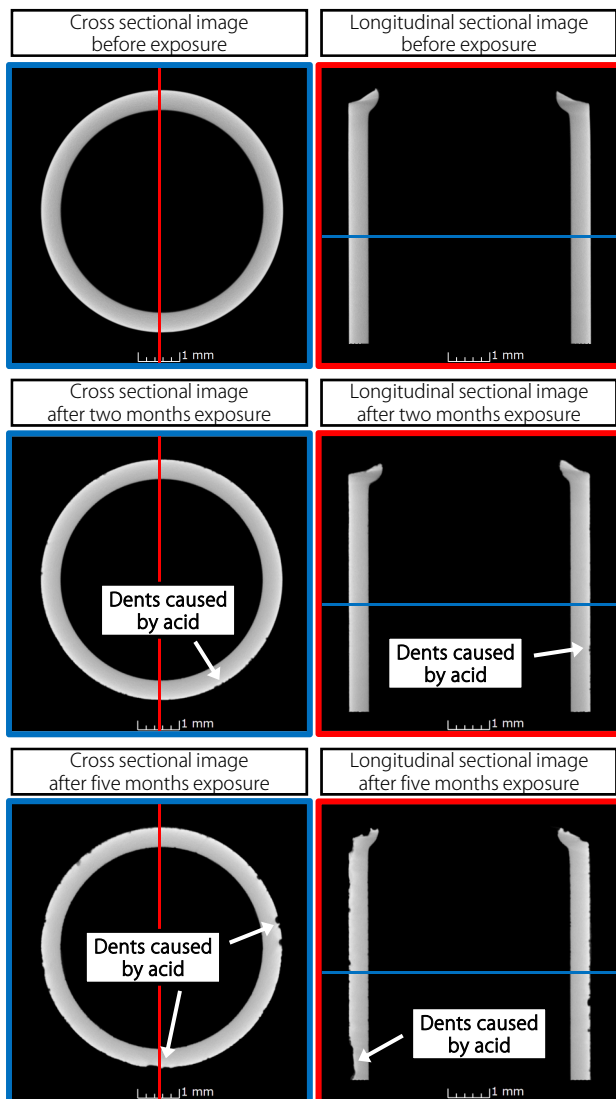 Cross sectional image
before exposure
Longitudinal sectional image
before exposure
1 mm
1 mm
Cross sectional image
after two months exposure
Longitudinal sectional image
after two months exposure
Dents caused
by acid
1 mm
Dents caused
by acid
1 mm
Cross sectional image
after five months exposure
Longitudinal sectional image
after five months exposure
Dents caused
by acid
1 mm
Dents caused
by acid
1 mm